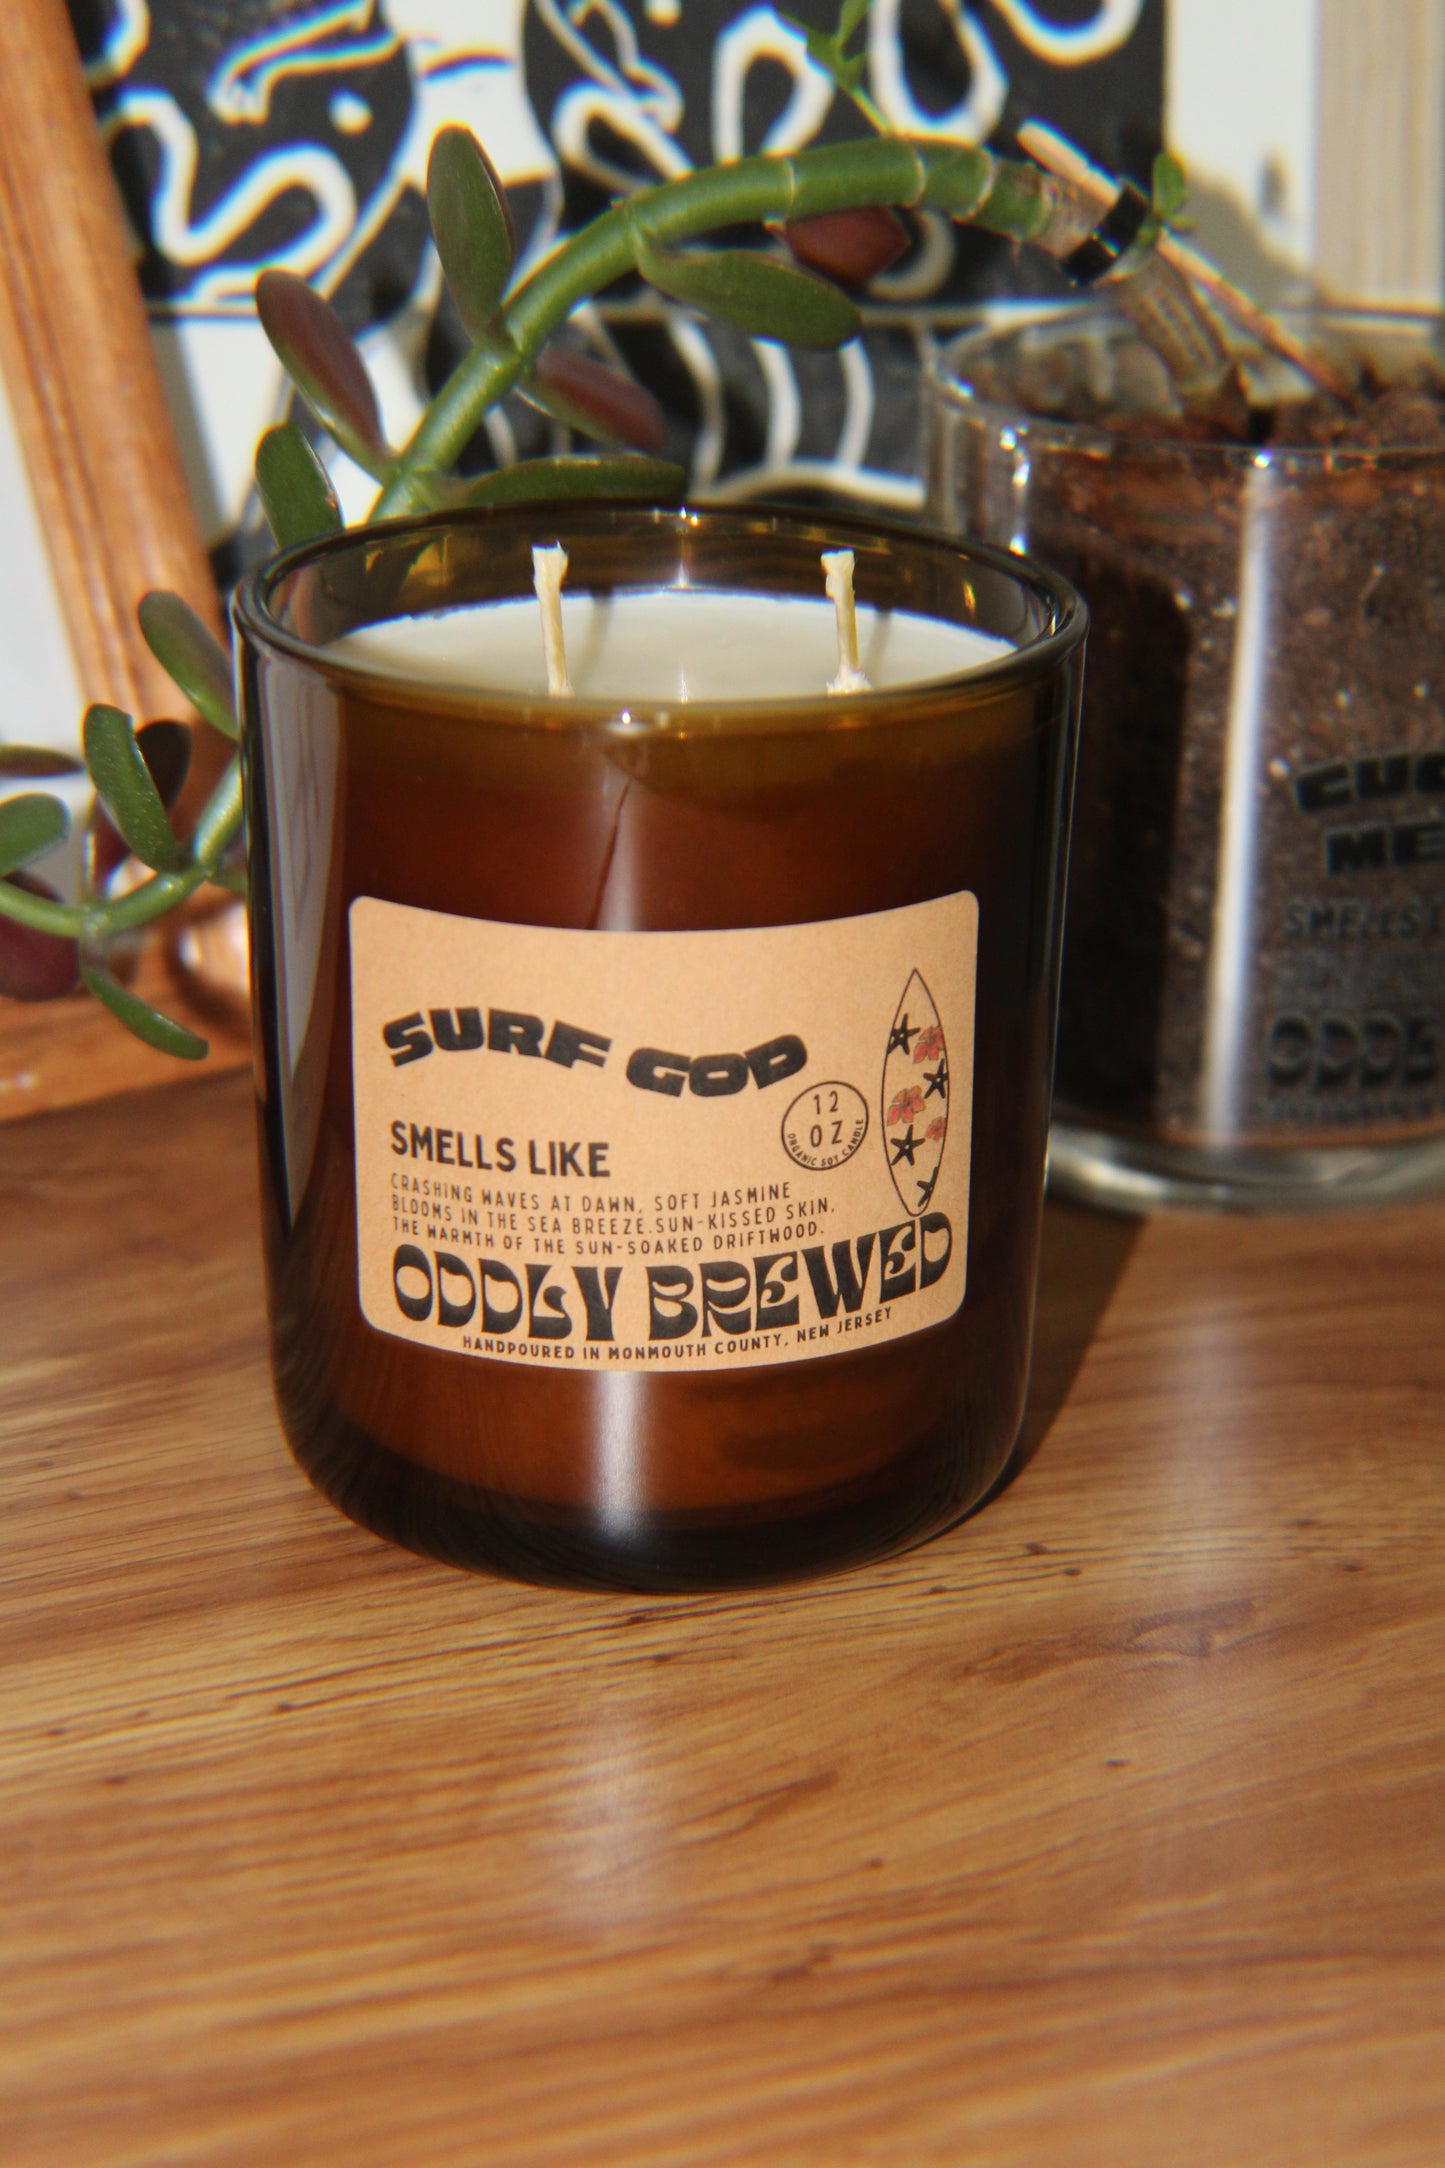 SURF GOD
12
OZ
ORGANIC SOY CANDLE
SMELLS LIKE
CRASHING WAVES AT DAWN, SOFT JASMINE
BLOOMS IN THE SEA BREEZE.SUN-KISSED SKIN,
THE WARMTH OF THE SUN-SOAKED DRIFTWOOD.
ODDLY BREWED
HANDPOURED IN MONMOUTH COUNTY, NEW JERSEY
SMELLS